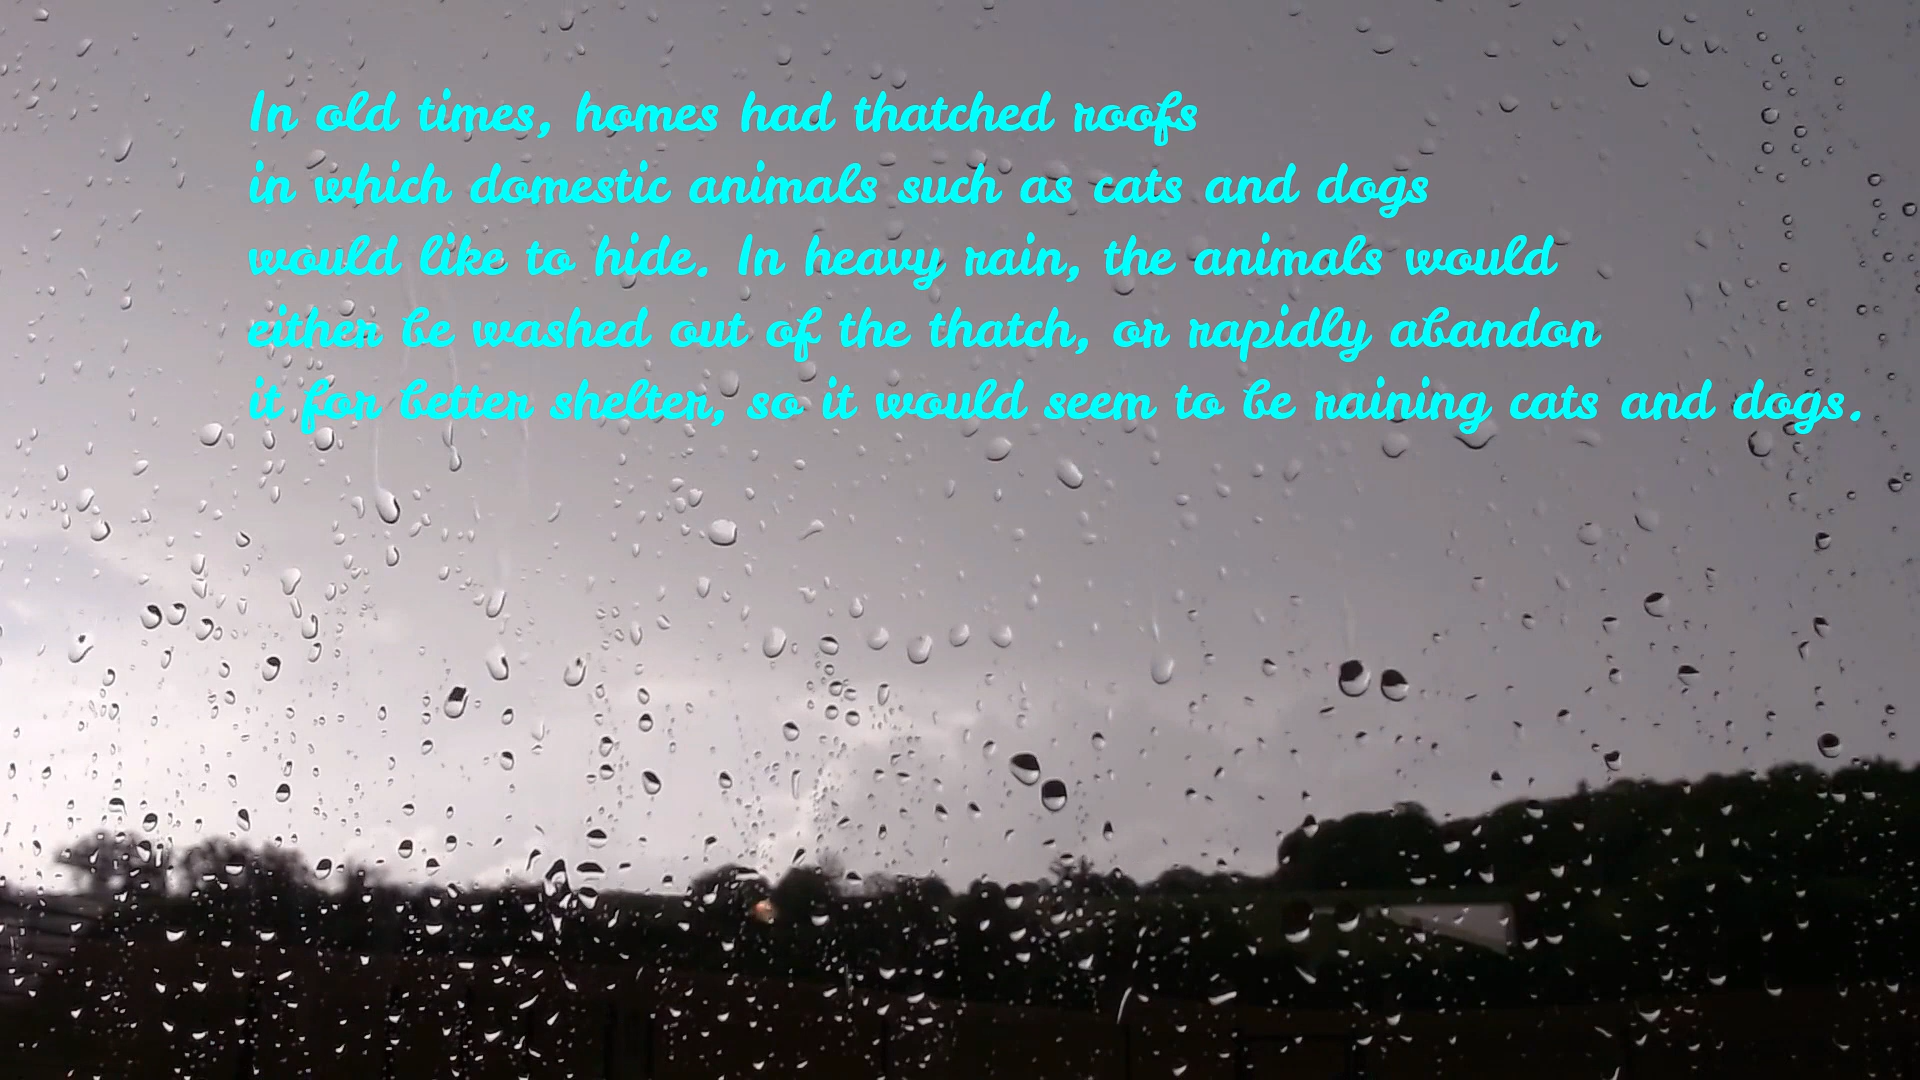 In old times, homes had thatched roofs
in which domestic animals such as cats and dogs
would like to hide. In heavy rain, the animals would
either be washed out of the thatch, or rapidly abandon
it for better shelter, so it would seem to be raining cats and dogs.